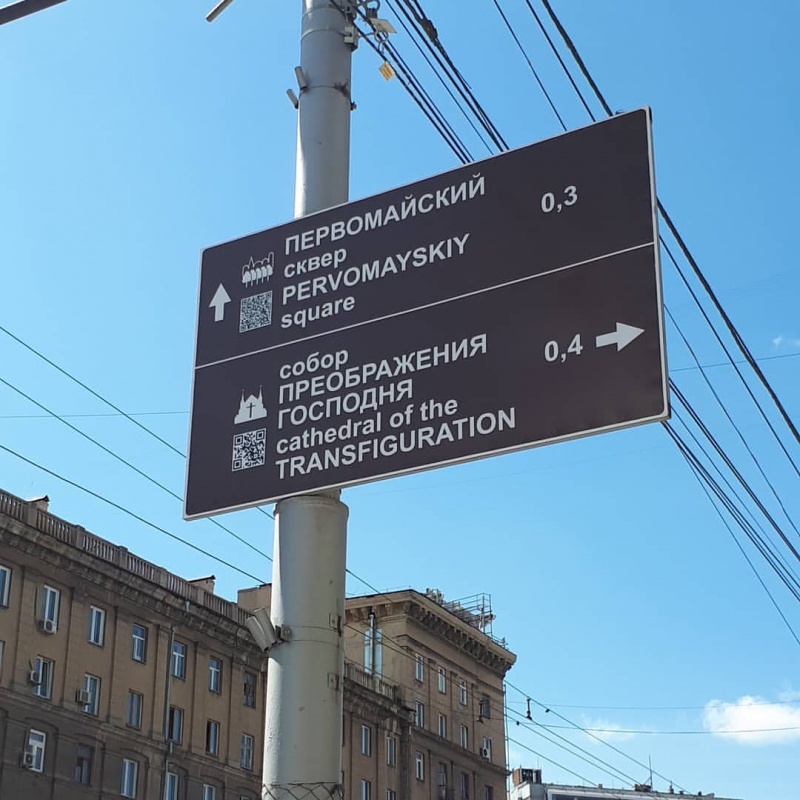 ПЕРВОМАЙСКИЙ
сквер
PERVOMAYSKIY
square
0,3
собор
ПРЕОБРАЖЕНИЯ
ГОСПОДНЯ
cathedral of the
TRANSFIGURATION
0,4